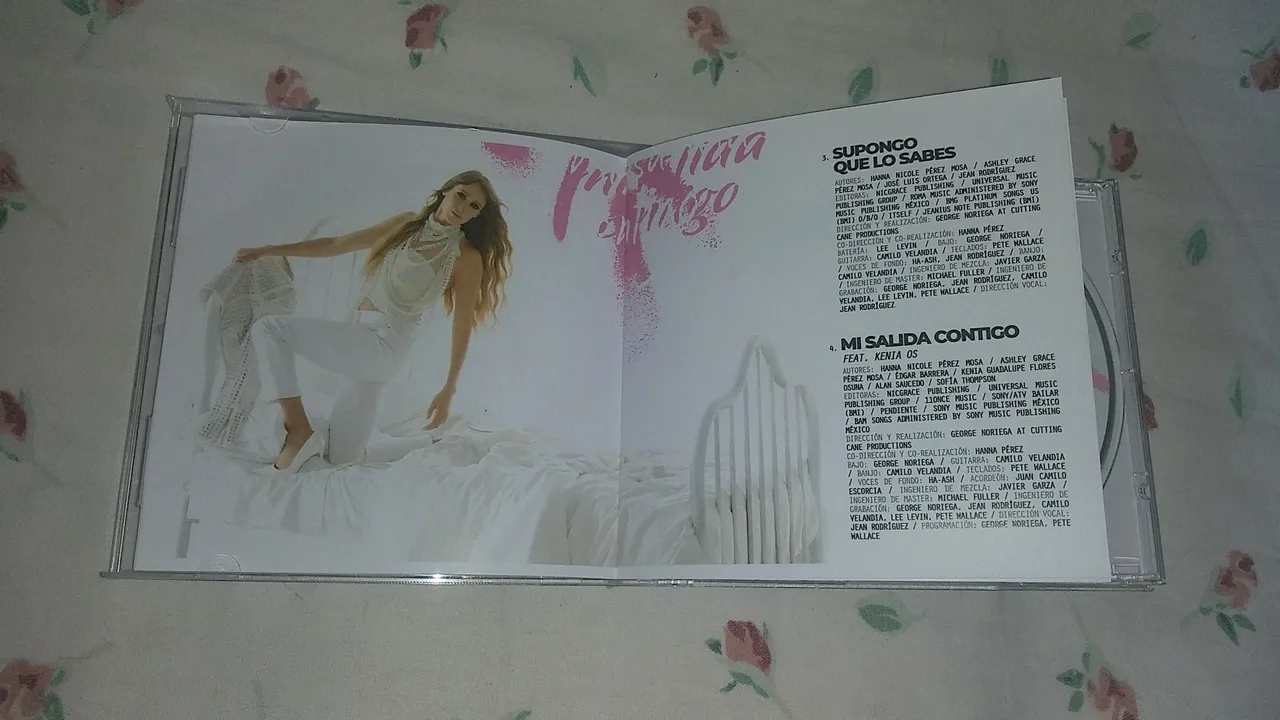 mi salida
contigo
3. SUPONGO
QUE LO SABES
AUTORES: HANNA NICOLE PÉREZ MOSA / ASHLEY GRACE
PÉREZ MOSA / JOSÉ LUIS ORTEGA / JEAN RODRÍGUEZ
EDITORAS: NICGRACE PUBLISHING / UNIVERSAL MUSIC
PUBLISHING GROUP / ROMA MUSIC ADMINISTERED BY SONY
MUSIC PUBLISHING MÉXICO / BMG PLATINUM SONGS US
(BMI) O/B/O / ITSELF / JEANIUS NOTE PUBLISHING (BMI)
DIRECCIÓN Y REALIZACIÓN: GEORGE NORIEGA AT CUTTING
CANE PRODUCTIONS
CO-DIRECCIÓN Y CO-REALIZACIÓN: HANNA PÉREZ
BATERÍA: LEE LEVIN / BAJO: GEORGE NORIEGA /
GUITARRA: CAMILO VELANDIA / TECLADOS: PETE WALLACE
/ VOCES DE FONDO: HA-ASH, JEAN RODRÍGUEZ / BANJO:
CAMILO VELANDIA / INGENIERO DE MEZCLA: JAVIER GARZA
/ INGENIERO DE MASTER: MICHAEL FULLER / INGENIERO DE
GRABACIÓN: GEORGE NORIEGA, JEAN RODRÍGUEZ, CAMILO
VELANDIA, LEE LEVIN, PETE WALLACE / DIRECCIÓN VOCAL:
JEAN RODRÍGUEZ
4. MI SALIDA CONTIGO
FEAT. KENIA OS
AUTORES: HANNA NICOLE PÉREZ MOSA / ASHLEY GRACE
PÉREZ MOSA / ÉDGAR BARRERA / KENIA GUADALUPE FLORES
OSUNA / ALAN SAUCEDO / SOFÍA THOMPSON
EDITORAS: NICGRACE PUBLISHING / UNIVERSAL MUSIC
PUBLISHING GROUP / 11ONCE MUSIC / SONY/ATV BAILAR
(BMI) / PENDIENTE / SONY MUSIC PUBLISHING MÉXICO
/ BAM SONGS ADMINISTERED BY SONY MUSIC PUBLISHING
MÉXICO
DIRECCIÓN Y REALIZACIÓN: GEORGE NORIEGA AT CUTTING
CANE PRODUCTIONS
CO-DIRECCIÓN Y CO-REALIZACIÓN: HANNA PÉREZ
BAJO: GEORGE NORIEGA / GUITARRA: CAMILO VELANDIA
/ BANJO: CAMILO VELANDIA / TECLADOS: PETE WALLACE
/ VOCES DE FONDO: HA-ASH / ACORDEÓN: JUAN CAMILO
ESCORCIA / INGENIERO DE MEZCLA: JAVIER GARZA /
INGENIERO DE MASTER: MICHAEL FULLER / INGENIERO DE
GRABACIÓN: GEORGE NORIEGA, JEAN RODRÍGUEZ, CAMILO
VELANDIA, LEE LEVIN, PETE WALLACE / DIRECCIÓN VOCAL:
JEAN RODRÍGUEZ / PROGRAMACIÓN: GEORGE NORIEGA, PETE
WALLACE